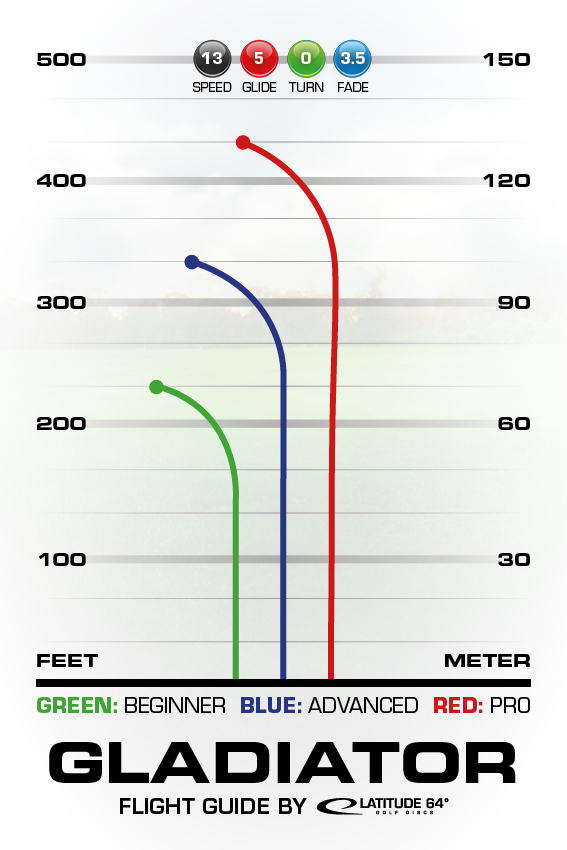 500 13 5 0 3.5 150
SPEED GLIDE TURN FADE
400 120
300 90
200 60
100 30
FEET METER
GREEN: BEGINNER BLUE: ADVANCED RED: PRO
GLADIATOR
FLIGHT GUIDE BY LATITUDE 64°
GOLF DISCS